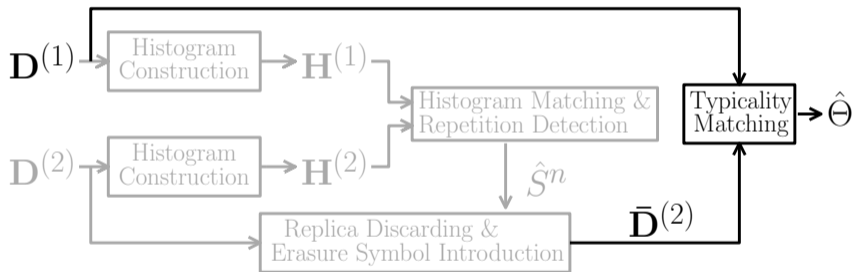 𝐃⁽¹⁾
Histogram
Construction
𝐇⁽¹⁾
Histogram Matching &
Repetition Detection
Typicality
Matching
Θ̂
𝐃⁽²⁾
Histogram
Construction
𝐇⁽²⁾
Ŝⁿ
Replica Discarding &
Erasure Symbol Introduction
𝐃̄⁽²⁾